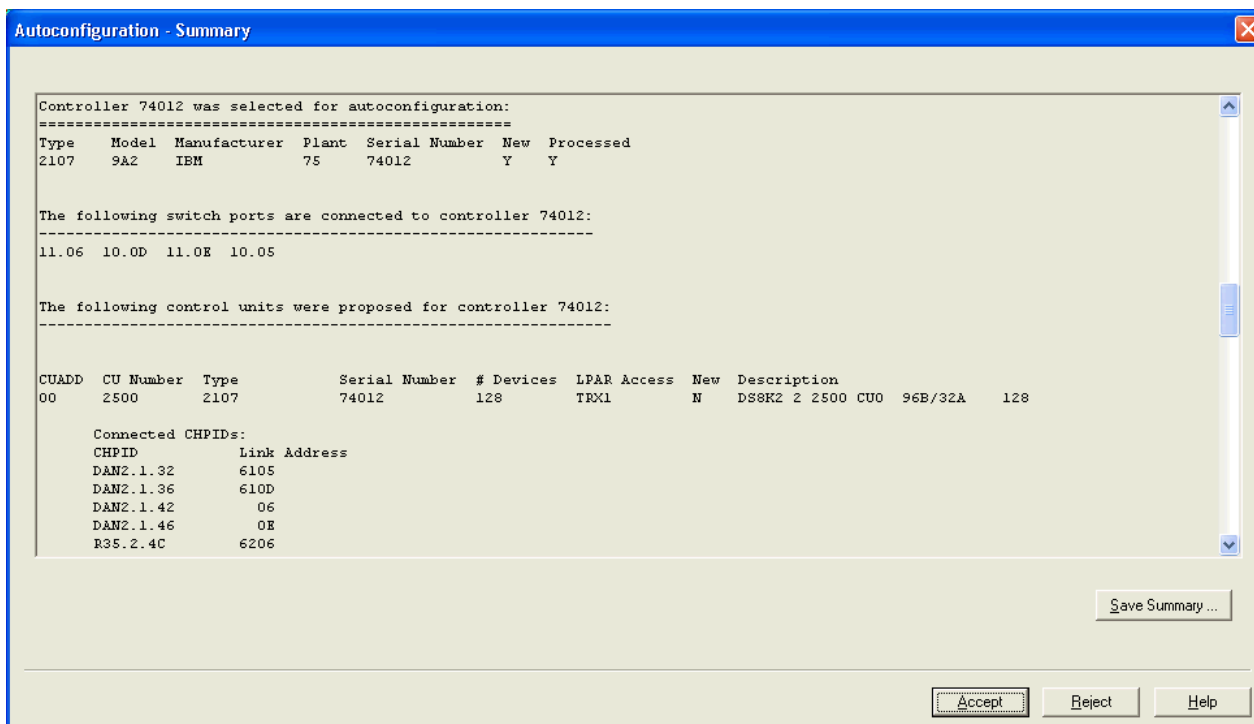 Autoconfiguration - Summary
Controller 74012 was selected for autoconfiguration:
====================================================
Type Model Manufacturer Plant Serial Number New Processed
2107 9A2 IBM 75 74012 Y Y
The following switch ports are connected to controller 74012:
-------------------------------------------------------------
11.06 10.0D 11.0E 10.05
The following control units were proposed for controller 74012:
---------------------------------------------------------------
CUADD CU Number Type Serial Number # Devices LPAR Access New Description
00 2500 2107 74012 128 TRX1 N DS8K2 2 2500 CU0 96B/32A 128
Connected CHPIDs:
CHPID Link Address
DAN2.1.32 6105
DAN2.1.36 610D
DAN2.1.42 06
DAN2.1.46 0E
R35.2.4C 6206
Save Summary ...
Accept Reject Help